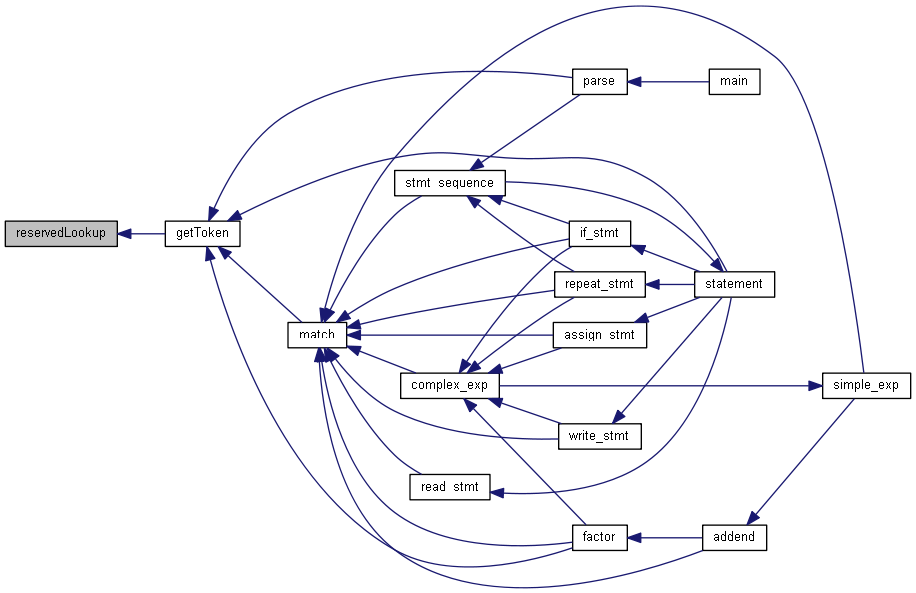 parse
main
stmt_sequence
reservedLookup
getToken
if_stmt
repeat_stmt
statement
match
assign_stmt
complex_exp
simple_exp
write_stmt
read_stmt
factor
addend